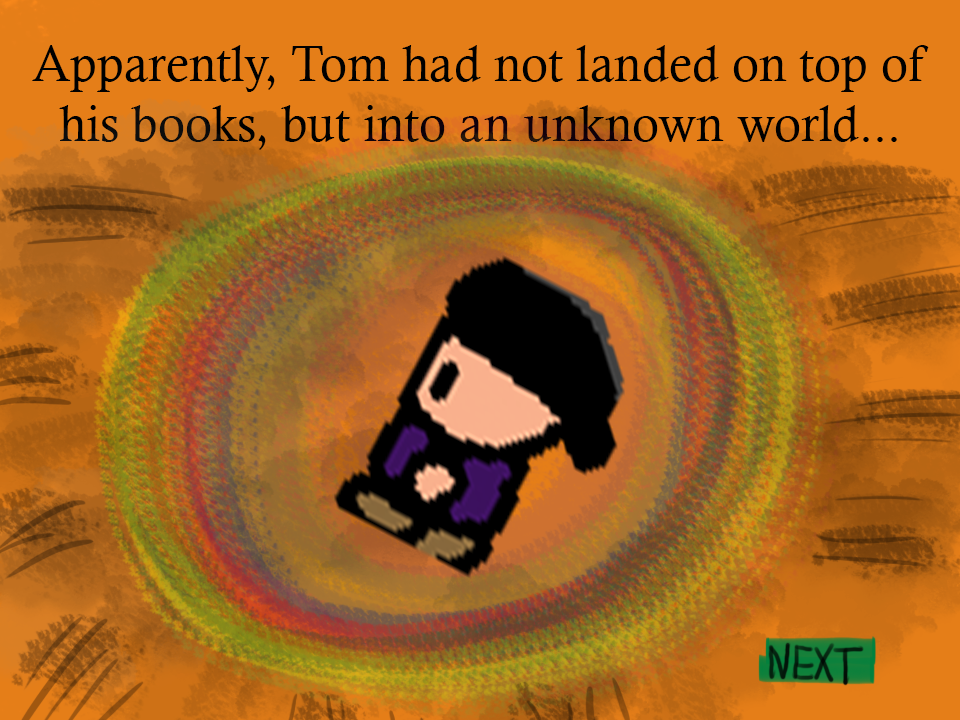 Apparently, Tom had not landed on top of
his books, but into an unknown world...
NEXT